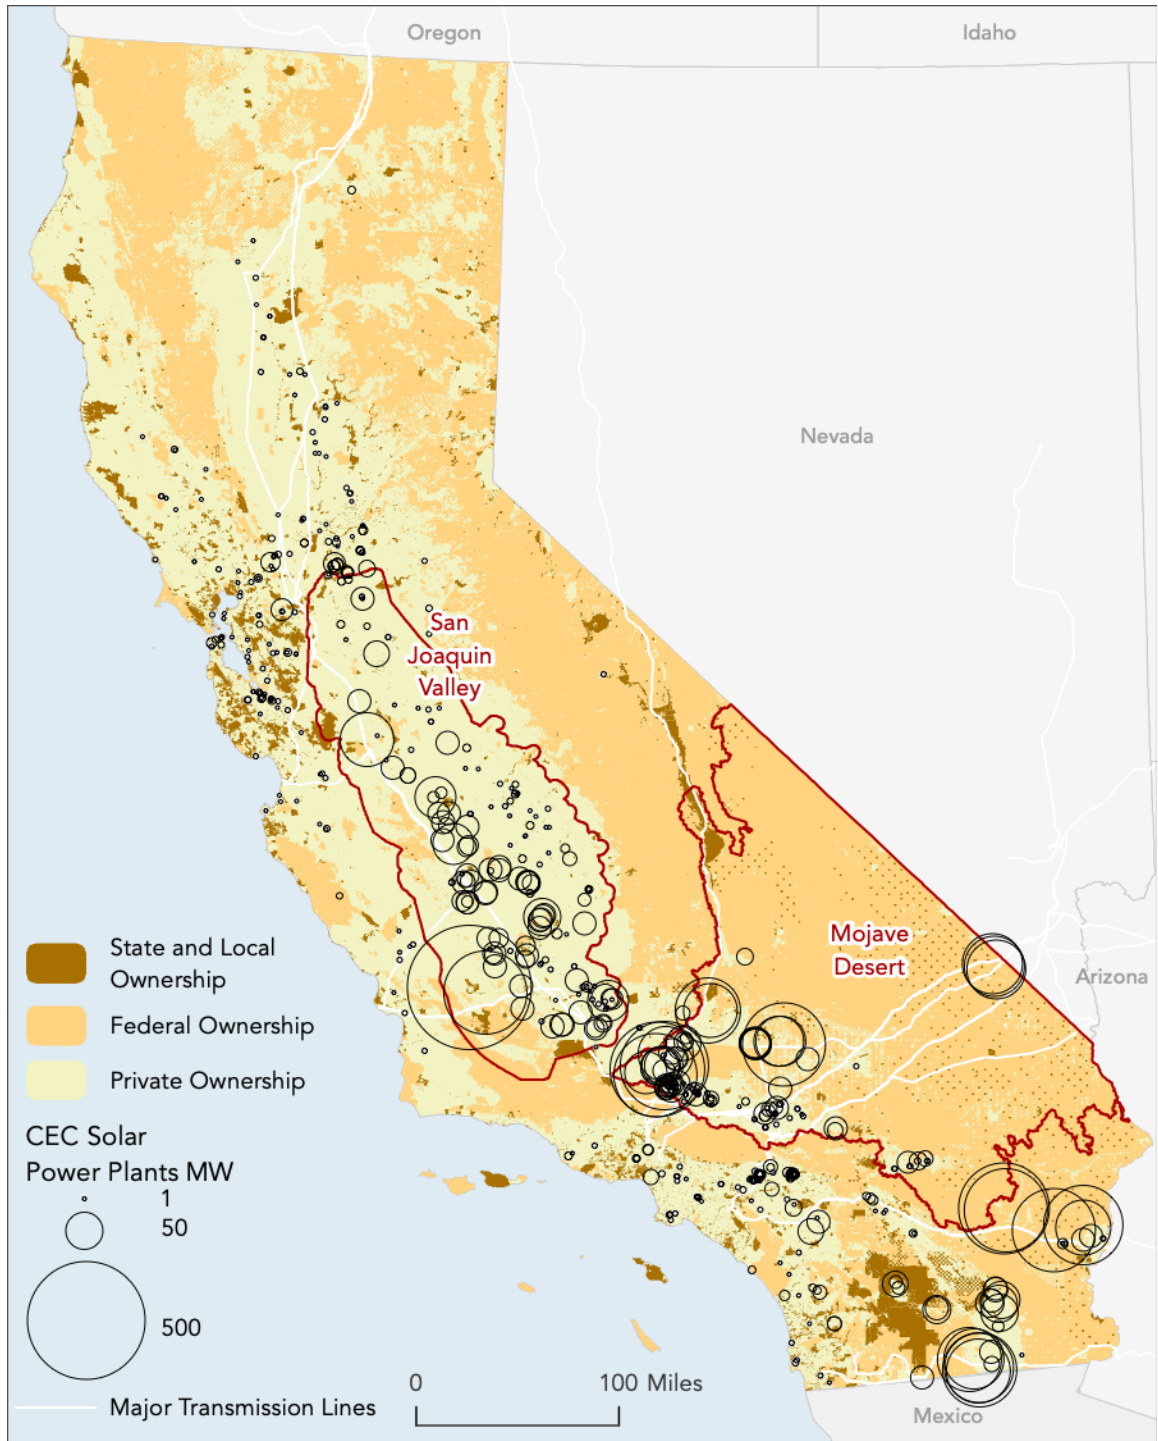 Oregon
Idaho
Nevada
San
Joaquin
Valley
Mojave
Desert
Arizona
State and Local
Ownership
Federal Ownership
Private Ownership
CEC Solar
Power Plants MW
1
50
500
Major Transmission Lines
0
100 Miles
Mexico